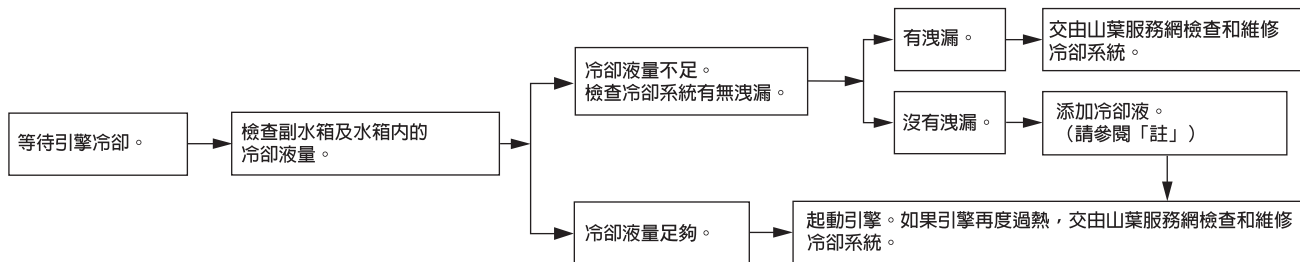 等待引擎冷卻。
檢查副水箱及水箱内的
冷卻液量。
冷卻液量不足。
檢查冷卻系統有無洩漏。
有洩漏。
交由山葉服務網檢查和維修
冷卻系統。
沒有洩漏。
添加冷卻液。
（請參閱「註」）
冷卻液量足夠。
起動引擎。如果引擎再度過熱，交由山葉服務網檢查和維修
冷卻系統。